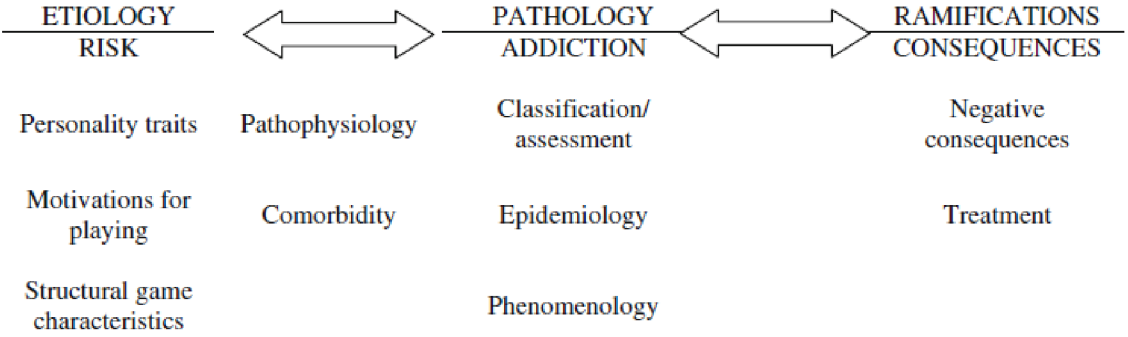 ETIOLOGY
RISK
PATHOLOGY
ADDICTION
RAMIFICATIONS
CONSEQUENCES
Personality traits
Pathophysiology
Classification/
assessment
Negative
consequences
Motivations for
playing
Comorbidity
Epidemiology
Treatment
Structural game
characteristics
Phenomenology